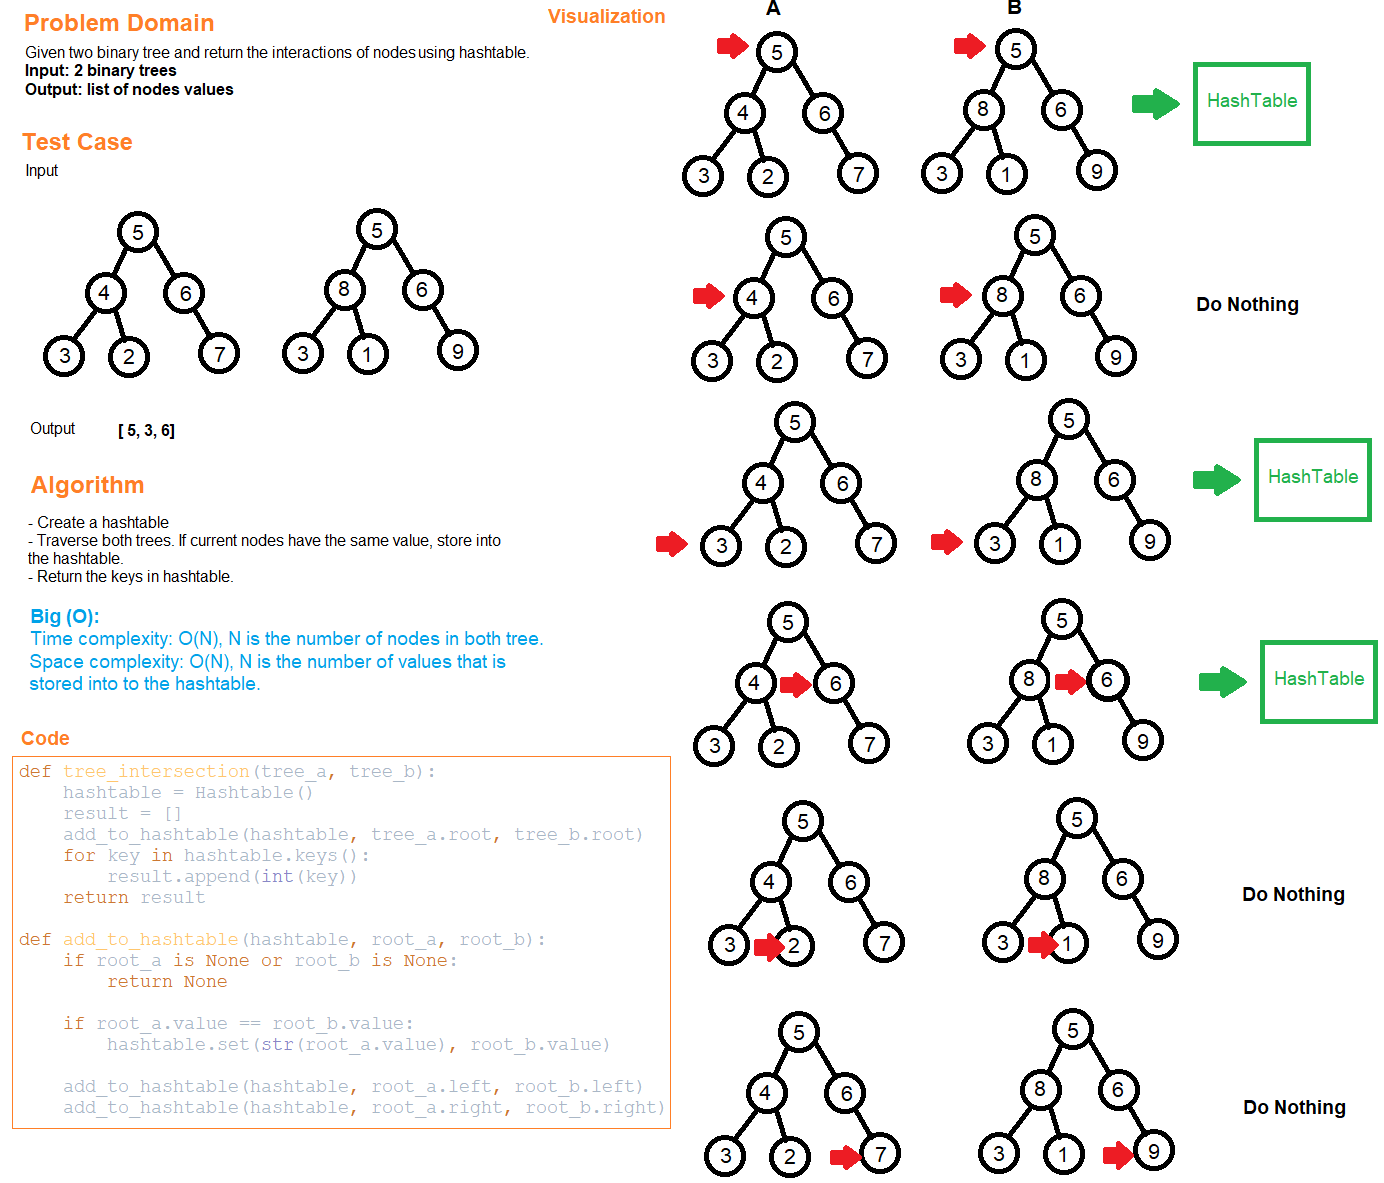 Problem Domain
Given two binary tree and return the interactions of nodes using hashtable.
Input: 2 binary trees
Output: list of nodes values
Test Case
Input
5
4 6
3 2 7
5
8 6
3 1 9
Output [ 5, 3, 6]
Algorithm
- Create a hashtable
- Traverse both trees. If current nodes have the same value, store into
the hashtable.
- Return the keys in hashtable.
Big (O):
Time complexity: O(N), N is the number of nodes in both tree.
Space complexity: O(N), N is the number of values that is
stored into to the hashtable.
Code
def tree_intersection(tree_a, tree_b):
    hashtable = Hashtable()
    result = []
    add_to_hashtable(hashtable, tree_a.root, tree_b.root)
    for key in hashtable.keys():
        result.append(int(key))
    return result
def add_to_hashtable(hashtable, root_a, root_b):
    if root_a is None or root_b is None:
        return None
    if root_a.value == root_b.value:
        hashtable.set(str(root_a.value), root_b.value)
    add_to_hashtable(hashtable, root_a.left, root_b.left)
    add_to_hashtable(hashtable, root_a.right, root_b.right)
Visualization
A B
5 5
4 6 8 6
3 2 7 3 1 9
HashTable
5 5
4 6 8 6
3 2 7 3 1 9
Do Nothing
5 5
4 6 8 6
3 2 7 3 1 9
HashTable
5 5
4 6 8 6
3 2 7 3 1 9
HashTable
5 5
4 6 8 6
3 2 7 3 1 9
Do Nothing
5 5
4 6 8 6
3 2 7 3 1 9
Do Nothing